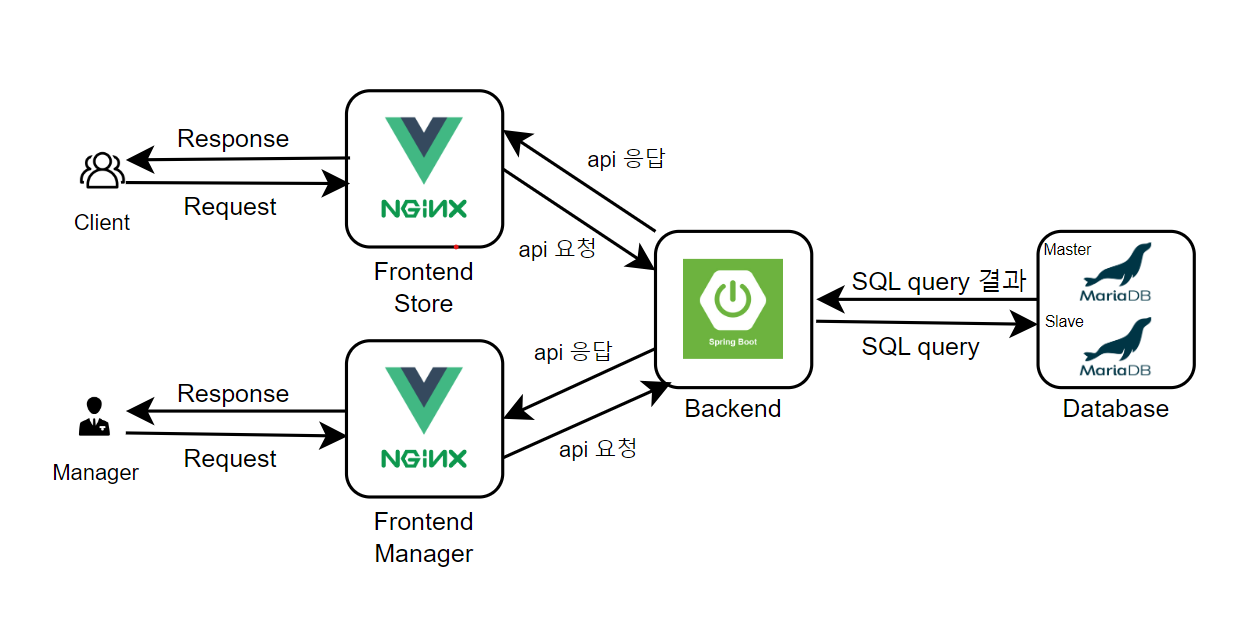 Response
Request
Client
NGINX
Frontend
Store
api 응답
api 요청
Response
Request
Manager
NGINX
Frontend
Manager
api 응답
api 요청
Spring Boot
Backend
SQL query 결과
SQL query
Master
MariaDB
Slave
MariaDB
Database